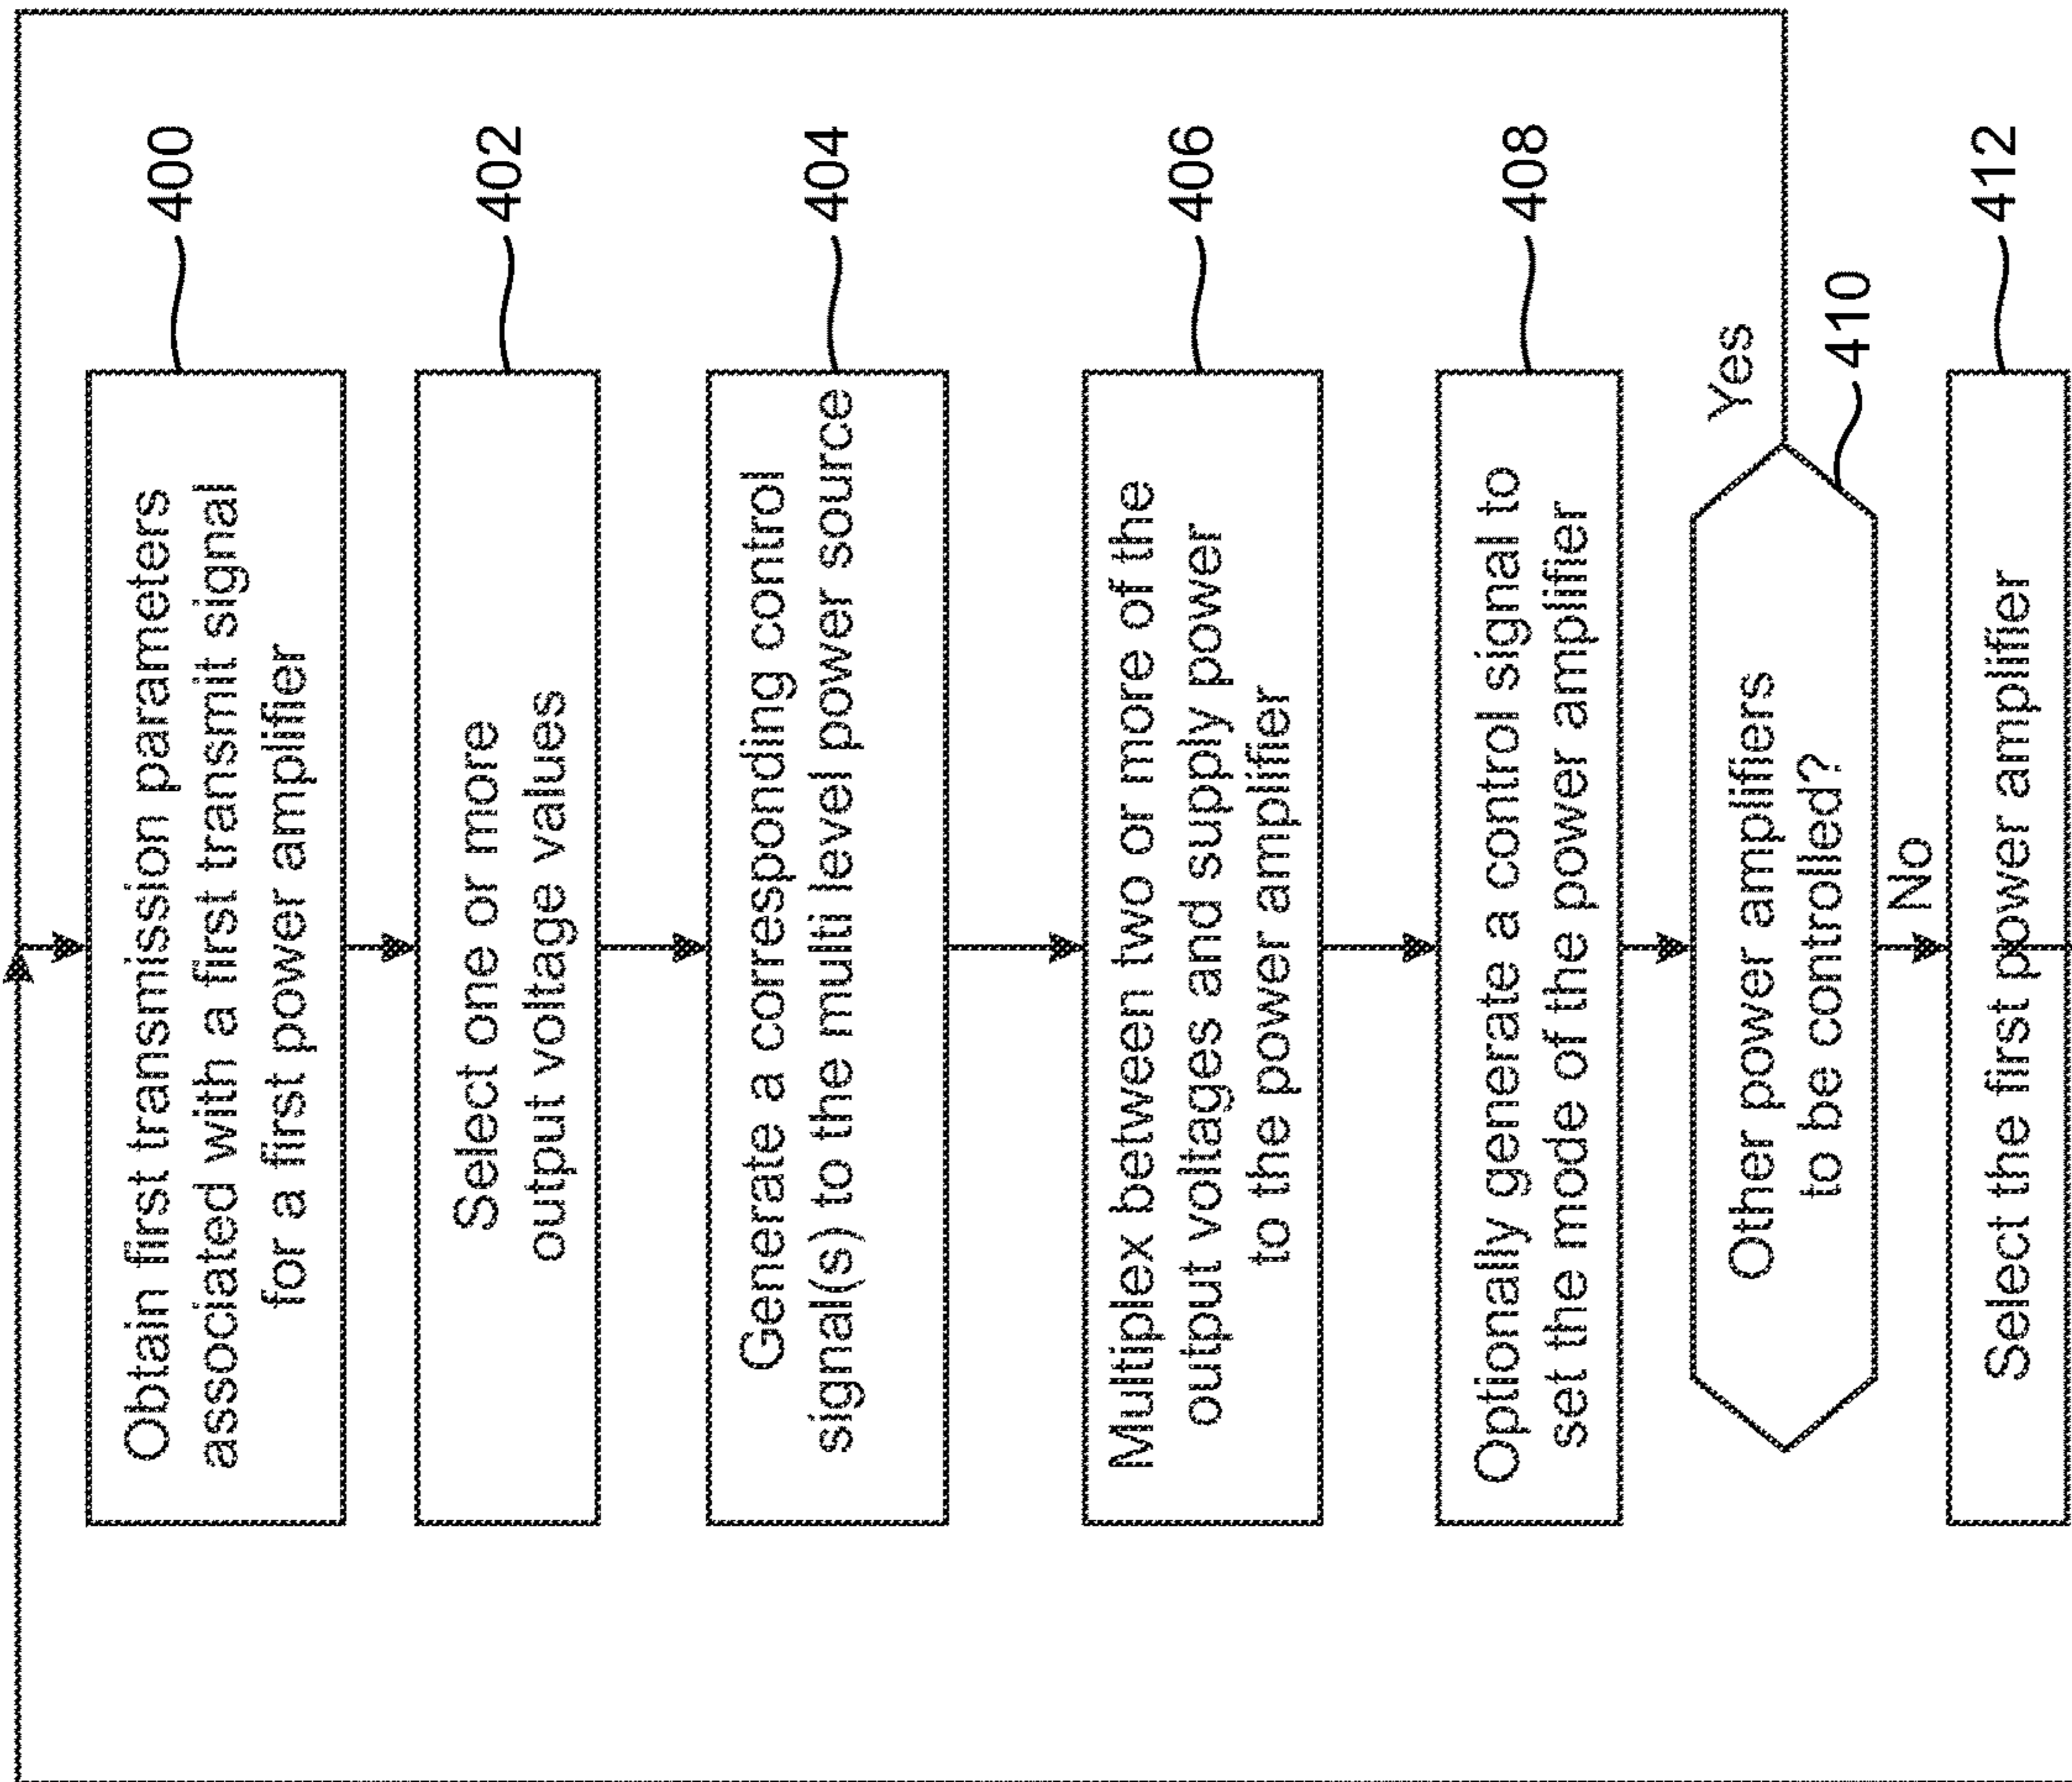 Obtain first transmission parameters
associated with a first transmit signal
for a first power amplifier
400
Select one or more
output voltage values
402
Generate a corresponding control
signal(s) to the multi level power source
404
Multiplex between two or more of the
output voltages and supply power
to the power amplifier
406
Optionally generate a control signal to
set the mode of the power amplifier
408
Other power amplifiers
to be controlled?
Yes
410
No
Select the first power amplifier
412